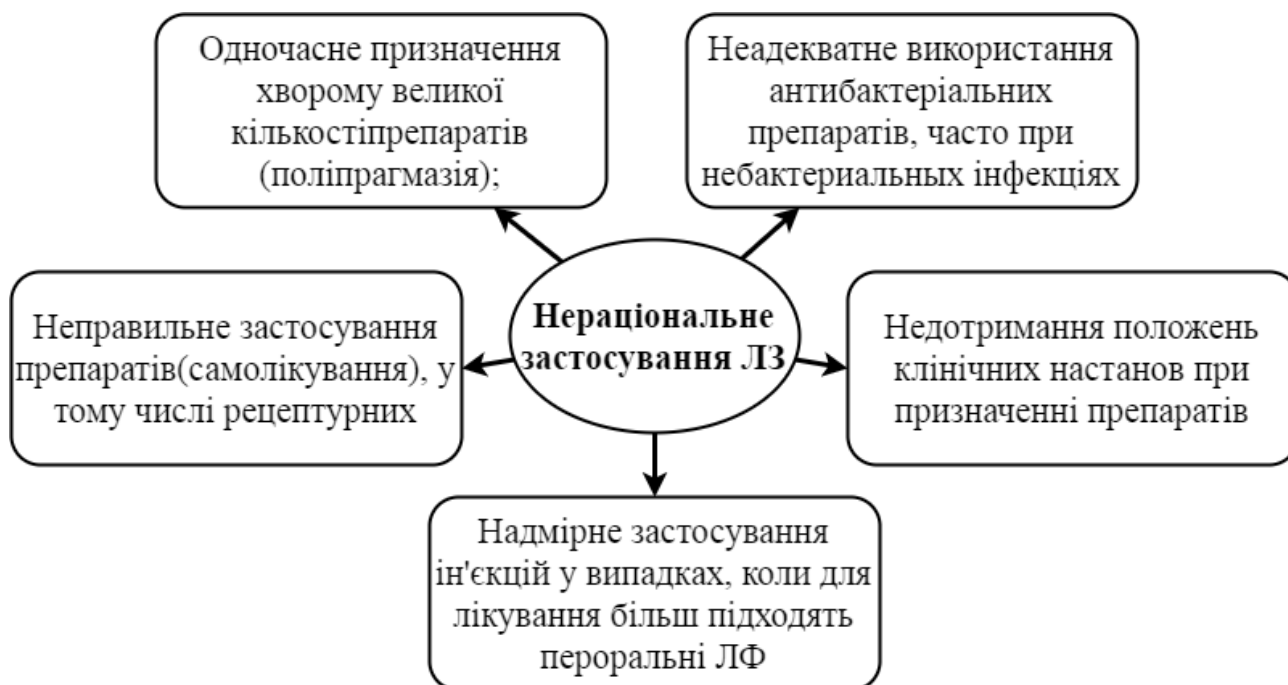 Одночасне призначення
хворому великої
кількостіпрепаратів
(поліпрагмазія);
Неадекватне використання
антибактеріальних
препаратів, часто при
небактериальных інфекціях
Неправильне застосування
препаратів(самолікування), у
тому числі рецептурних
Нераціональне
застосування ЛЗ
Недотримання положень
клінічних настанов при
призначенні препаратів
Надмірне застосування
ін'єкцій у випадках, коли для
лікування більш підходять
пероральні ЛФ